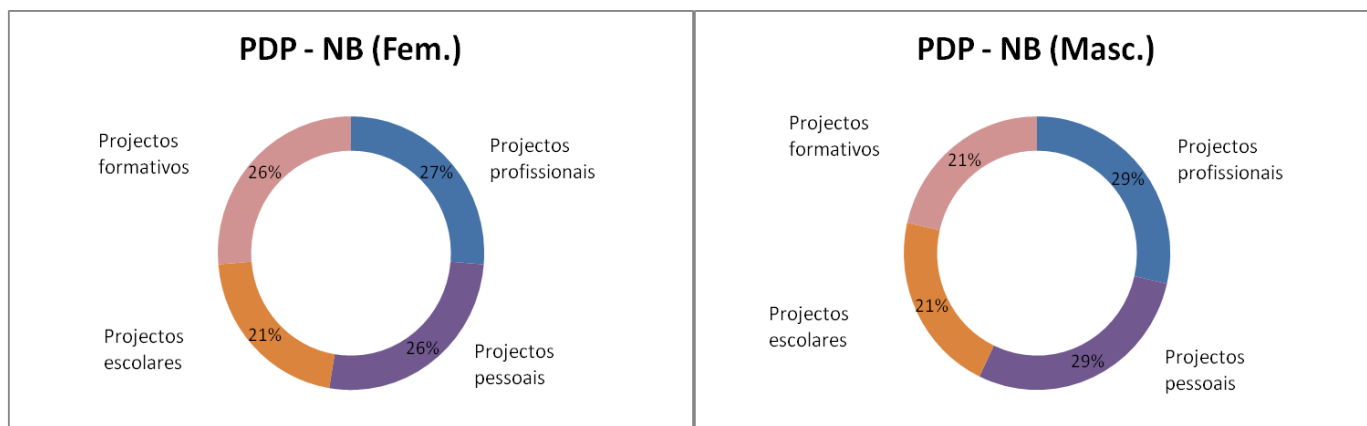 PDP - NB (Fem.)
Projectos
formativos
26%
27%
Projectos
profissionais
Projectos
escolares
21%
26%
Projectos
pessoais
PDP - NB (Masc.)
Projectos
formativos
21%
29%
Projectos
profissionais
Projectos
escolares
21%
29%
Projectos
pessoais